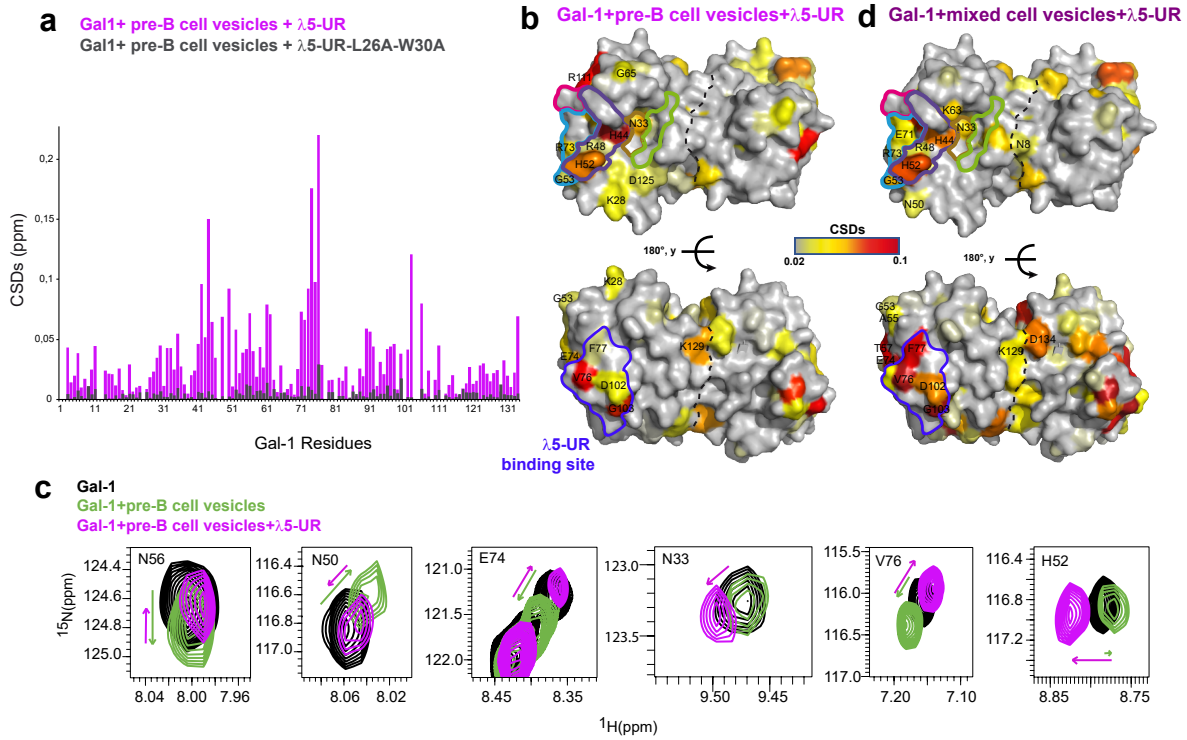 a
Gal1+ pre-B cell vesicles + λ5-UR
Gal1+ pre-B cell vesicles + λ5-UR-L26A-W30A
CSDs (ppm)
0,2
0,15
0,1
0,05
0
1
11
21
31
41
51
61
71
81
91
101
111
121
131
Gal-1 Residues
b
Gal-1+pre-B cell vesicles+λ5-UR
R111
G65
N33
H44
R48
R73
H52
G53
D125
K28
180°, y
CSDs
0.02
0.1
K28
G53
F77
E74
V76
K129
D102
G103
λ5-UR
binding site
d
Gal-1+mixed cell vesicles+λ5-UR
K63
N33
E71
H44
R48
N8
R73
H52
G53
N50
180°, y
G53
A55
T57
F77
E74
V76
D134
K129
D102
G103
c
Gal-1
Gal-1+pre-B cell vesicles
Gal-1+pre-B cell vesicles+λ5-UR
15N(ppm)
N56
124.4
124.6
124.8
125.0
8.04
8.00
7.96
N50
116.4
116.6
116.8
117.0
8.06
8.02
E74
121.0
121.5
122.0
8.45
8.40
8.35
N33
123.0
123.3
9.50
9.45
V76
115.5
116.0
116.5
117.0
7.20
7.10
H52
116.4
116.8
117.2
8.85
8.75
1H(ppm)